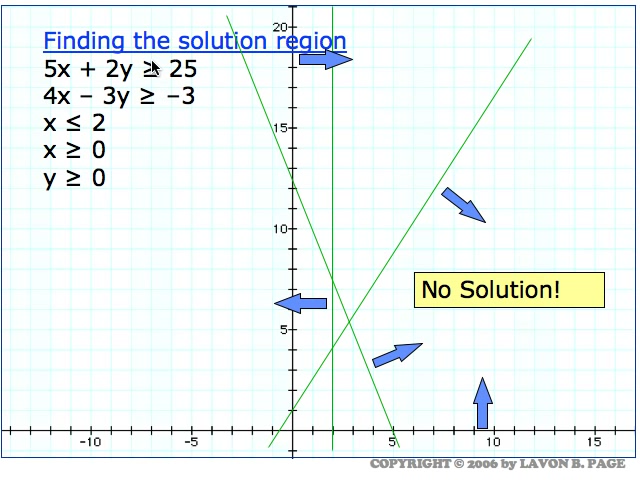 Finding the solution region
5x + 2y ≥ 25
4x – 3y ≥ –3
x ≤ 2
x ≥ 0
y ≥ 0
20
15
10
No Solution!
5
-10
-5
5
10
15
COPYRIGHT © 2006 by LAVON B. PAGE